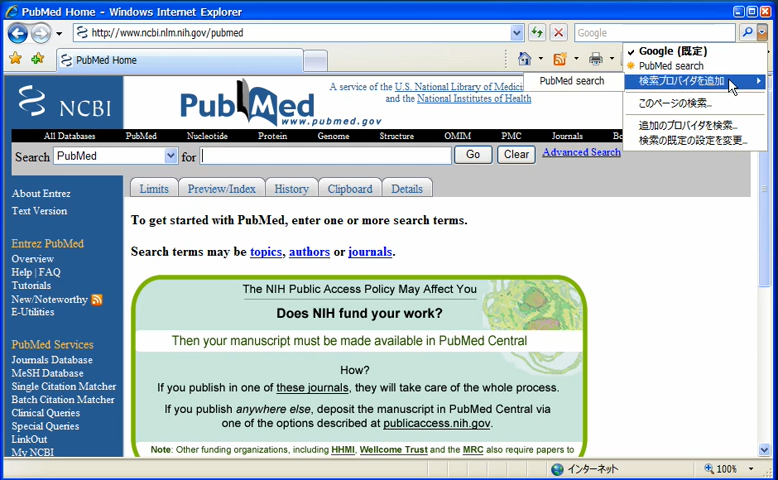 PubMed Home - Windows Internet Explorer
http://www.ncbi.nlm.nih.gov/pubmed
Google
PubMed Home
Google (既定)
PubMed search
検索プロバイダを追加
PubMed search
このページの検索...
追加のプロバイダを検索...
検索の既定の設定を変更...
NCBI
PubMed
www.pubmed.gov
A service of the U.S. National Library of Medici
and the National Institutes of Health
All Databases PubMed Nucleotide Protein Genome Structure OMIM PMC Journals Bo
Search PubMed for Go Clear Advanced Search
Limits Preview/Index History Clipboard Details
About Entrez
Text Version
Entrez PubMed
Overview
Help | FAQ
Tutorials
New/Noteworthy
E-Utilities
PubMed Services
Journals Database
MeSH Database
Single Citation Matcher
Batch Citation Matcher
Clinical Queries
Special Queries
LinkOut
My NCBI
To get started with PubMed, enter one or more search terms.
Search terms may be topics, authors or journals.
The NIH Public Access Policy May Affect You
Does NIH fund your work?
Then your manuscript must be made available in PubMed Central
How?
If you publish in one of these journals, they will take care of the whole process.
If you publish anywhere else, deposit the manuscript in PubMed Central via
one of the options described at publicaccess.nih.gov.
Note: Other funding organizations, including HHMI, Wellcome Trust and the MRC also require papers to
インターネット
100%